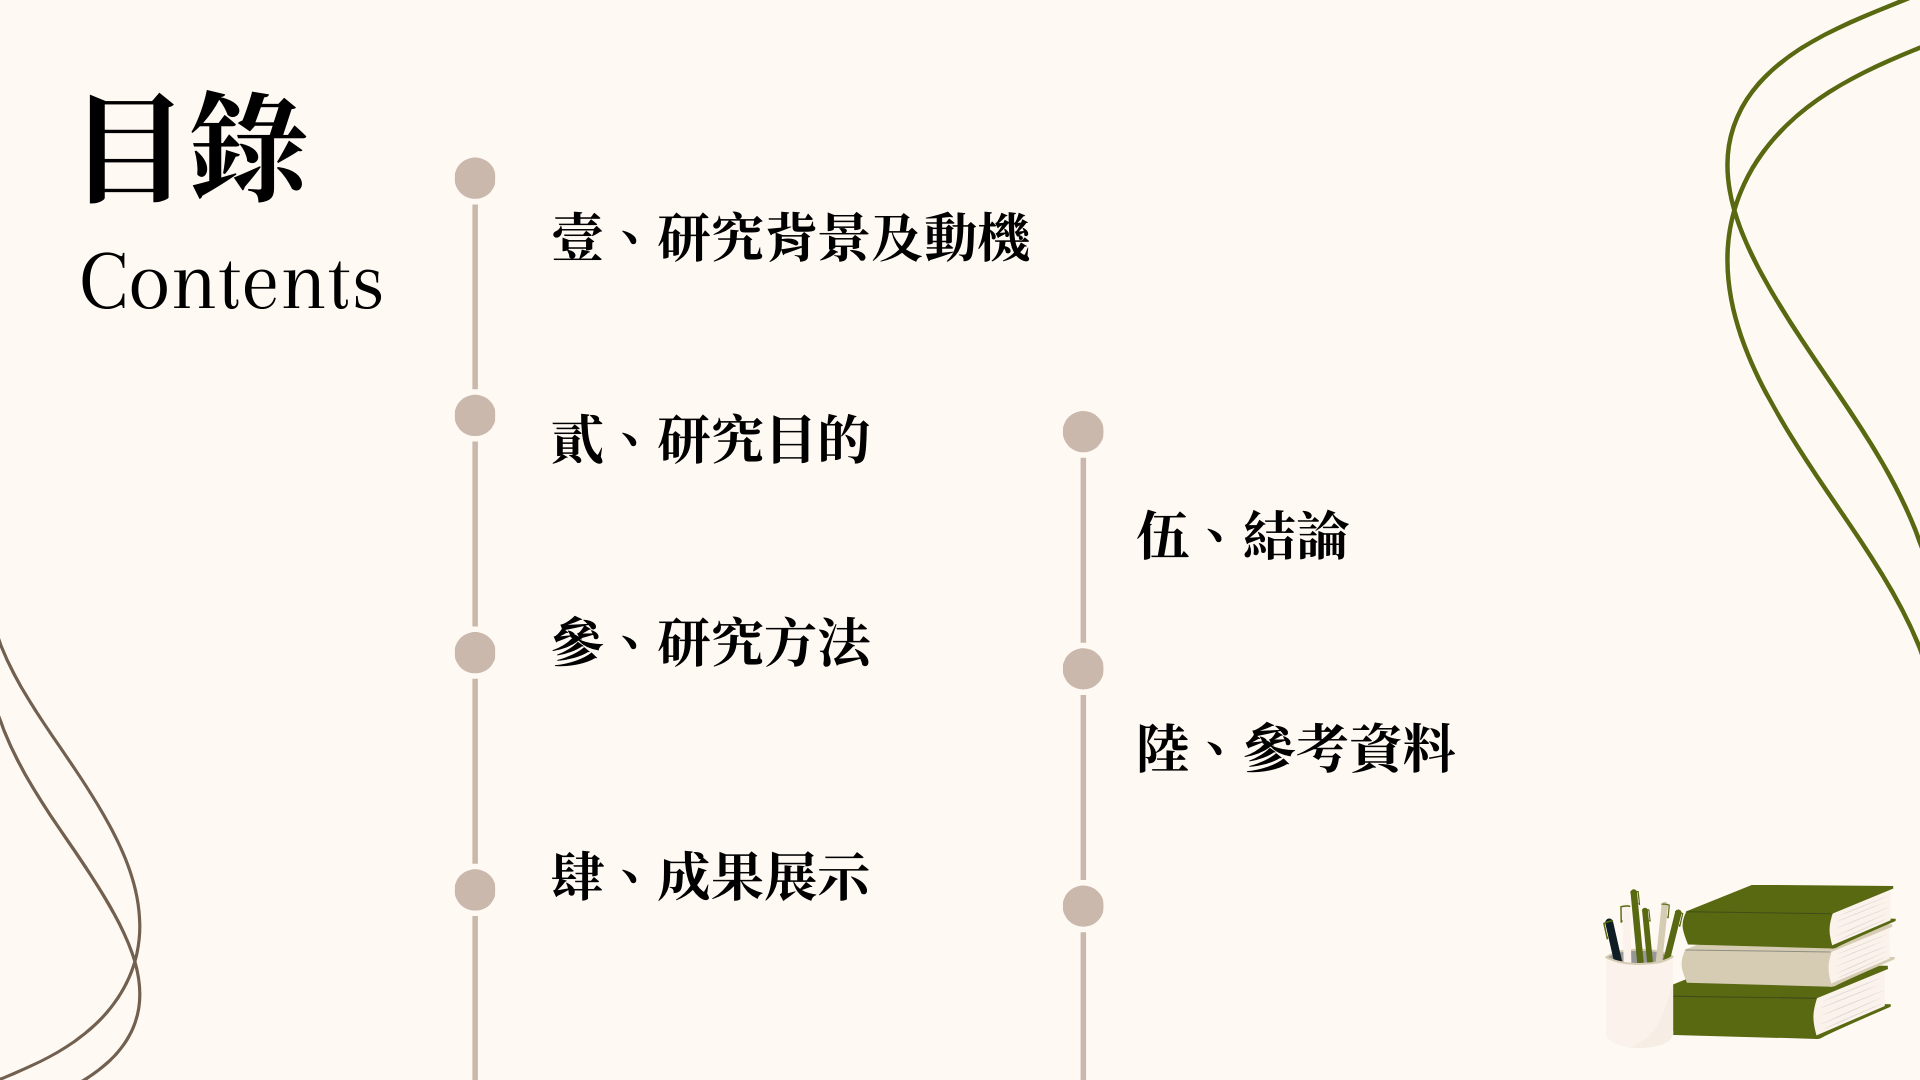 目錄
Contents
壹、研究背景及動機
貳、研究目的
參、研究方法
肆、成果展示
伍、結論
陸、參考資料